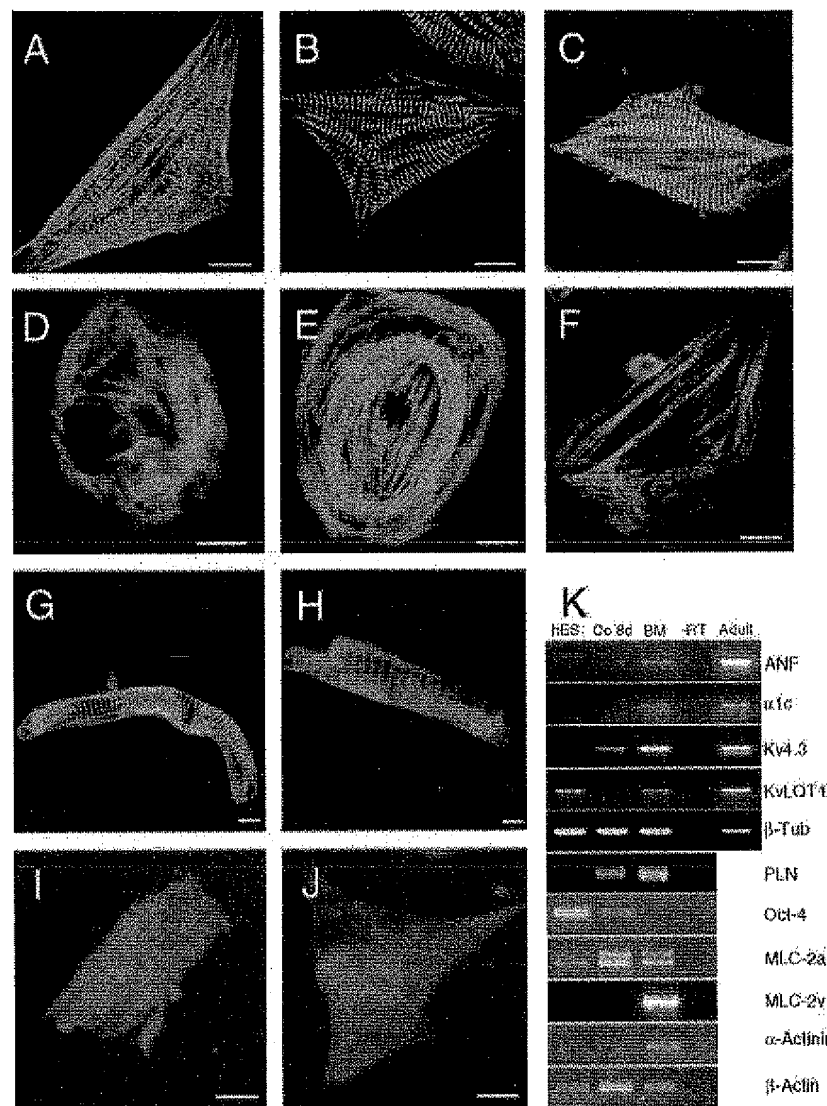 A
B
C
D
E
F
G
H
I
J
K
hES Co 8d BM -RT Adult
ANF
α1c
Kv4.3
KvLQT1
β-Tub
PLN
Oct-4
MLC-2a
MLC-2v
α-Actinin
β-Actin